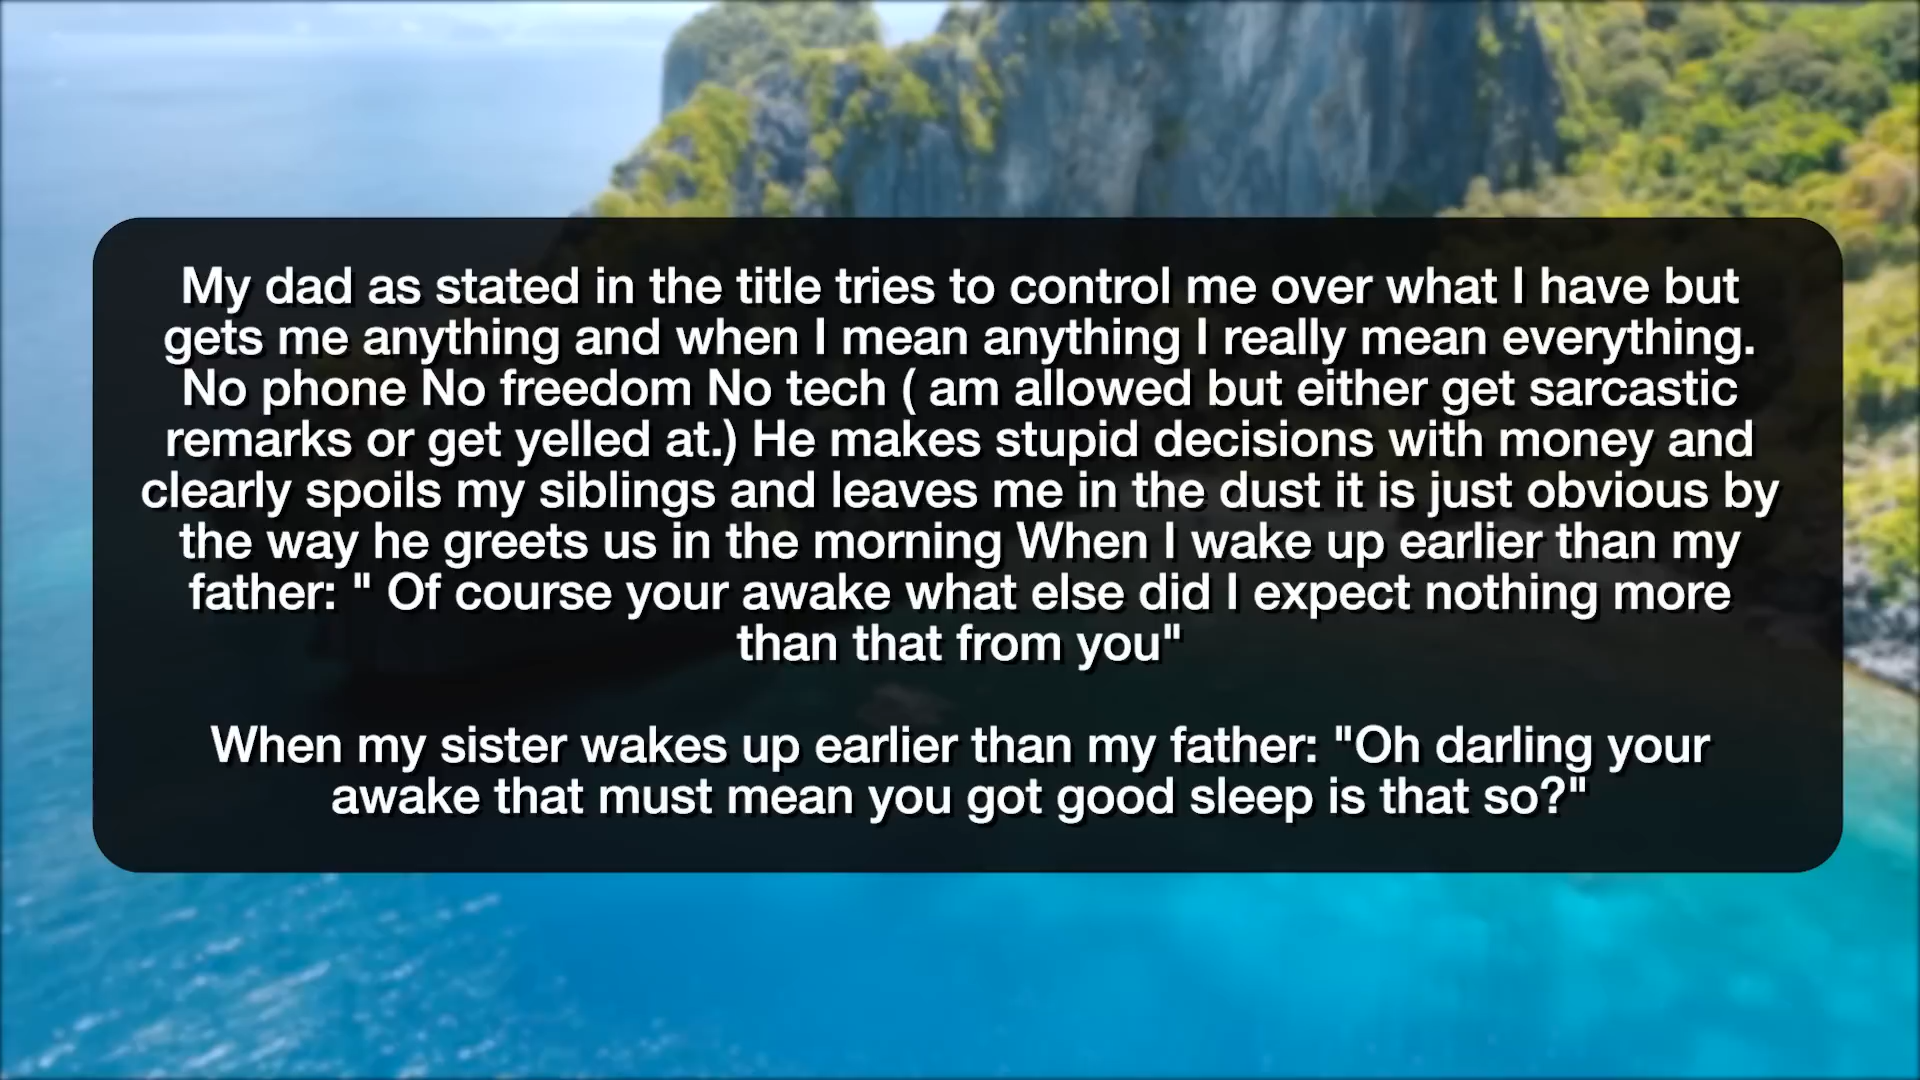 My dad as stated in the title tries to control me over what I have but
gets me anything and when I mean anything I really mean everything.
No phone No freedom No tech ( am allowed but either get sarcastic
remarks or get yelled at.) He makes stupid decisions with money and
clearly spoils my siblings and leaves me in the dust it is just obvious by
the way he greets us in the morning When I wake up earlier than my
father: " Of course your awake what else did I expect nothing more
than that from you"
When my sister wakes up earlier than my father: "Oh darling your
awake that must mean you got good sleep is that so?"